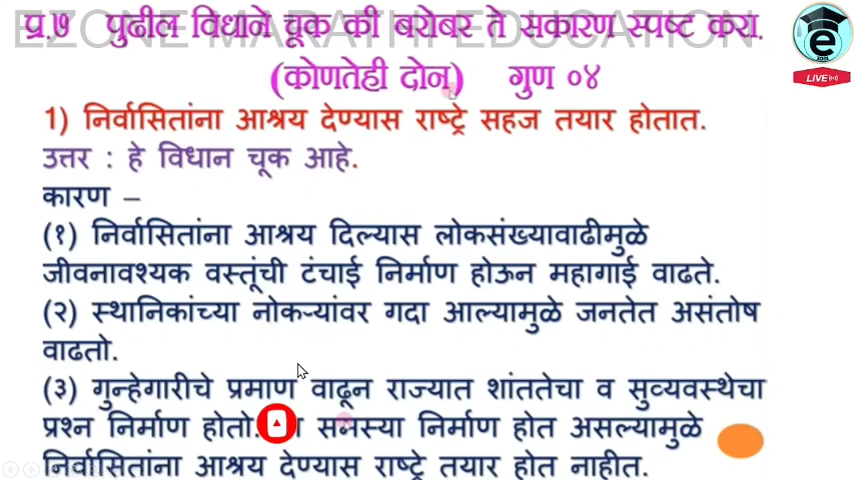 EZONE MARATHI EDUCATION
प्र.७ पुढील विधाने चूक की बरोबर ते सकारण स्पष्ट करा.
(कोणतेही दोन) गुण ०४
e
EZONE
LIVE
1) निर्वासितांना आश्रय देण्यास राष्ट्रे सहज तयार होतात.
उत्तर : हे विधान चूक आहे.
कारण –
(१) निर्वासितांना आश्रय दिल्यास लोकसंख्यावाढीमुळे
जीवनावश्यक वस्तूंची टंचाई निर्माण होऊन महागाई वाढते.
(२) स्थानिकांच्या नोकऱ्यांवर गदा आल्यामुळे जनतेत असंतोष
वाढतो.
(३) गुन्हेगारीचे प्रमाण वाढून राज्यात शांततेचा व सुव्यवस्थेचा
प्रश्न निर्माण होतो. समस्या निर्माण होत असल्यामुळे
निर्वासितांना आश्रय देण्यास राष्ट्रे तयार होत नाहीत.